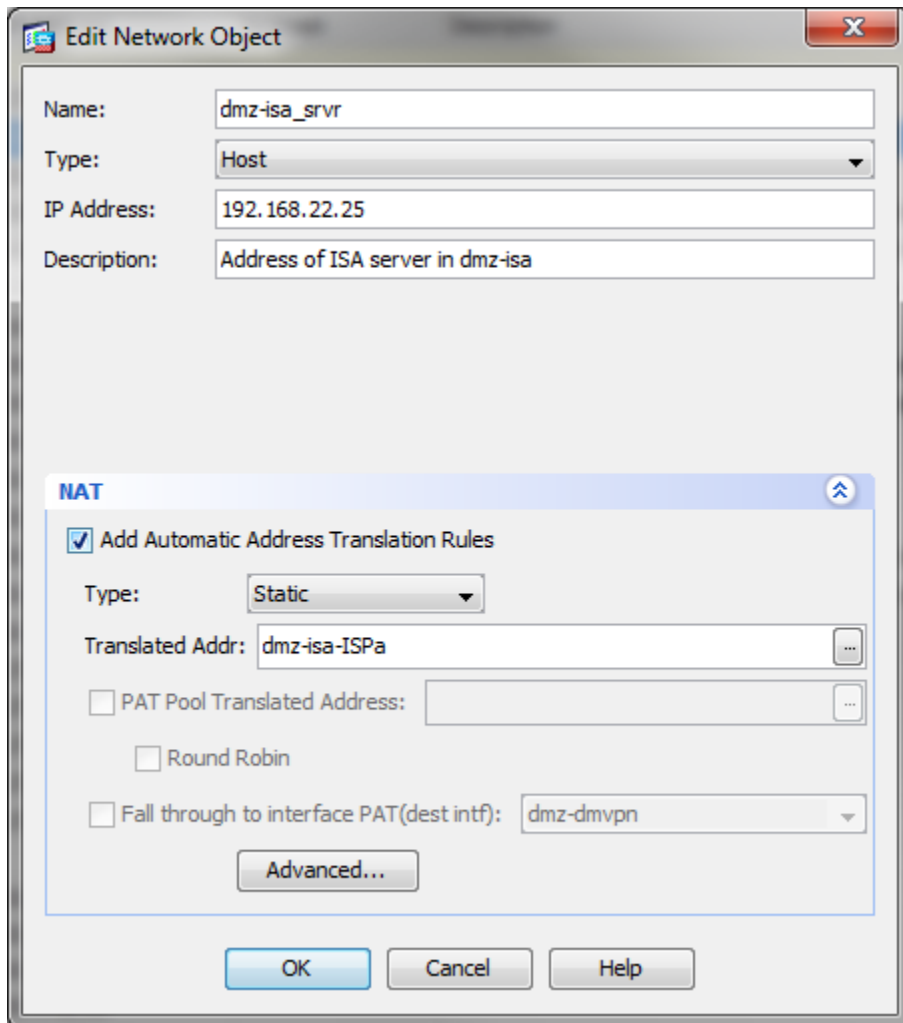 Edit Network Object
Name: dmz-isa_srvr
Type: Host
IP Address: 192.168.22.25
Description: Address of ISA server in dmz-isa
NAT
Add Automatic Address Translation Rules
Type: Static
Translated Addr: dmz-isa-ISPa ...
PAT Pool Translated Address: ...
Round Robin
Fall through to interface PAT(dest intf): dmz-dmvpn
Advanced...
OK Cancel Help